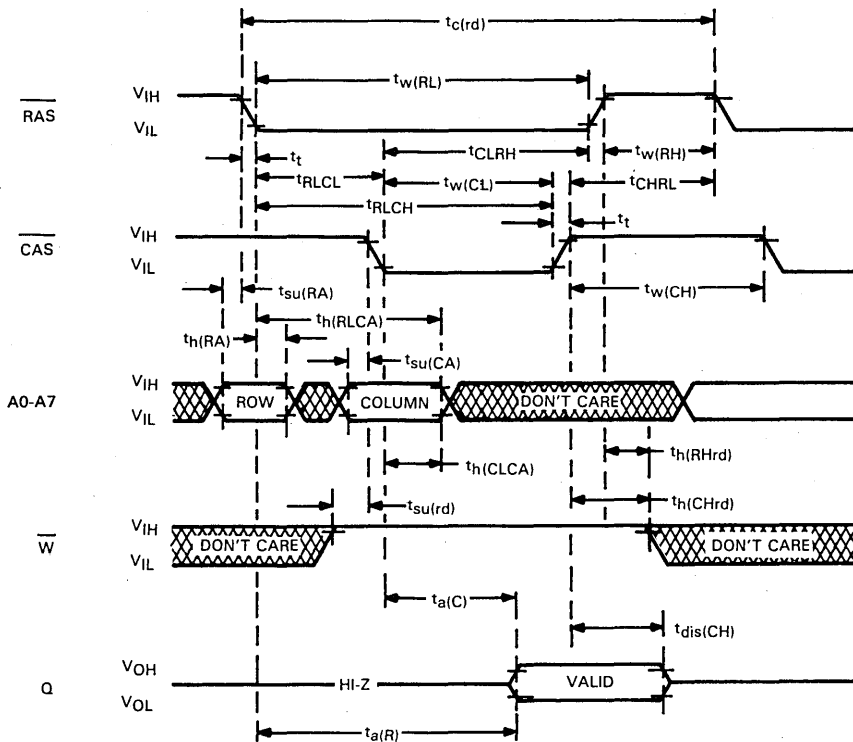 tc(rd)
tw(RL)
RAS
VIH
VIL
tCLRH
tw(RH)
tt
tRLCL
tw(CL)
tCHRL
tRLCH
tt
CAS
VIH
VIL
tsu(RA)
tw(CH)
th(RLCA)
th(RA)
tsu(CA)
A0-A7
VIH
VIL
ROW
COLUMN
DON'T CARE
th(RHrd)
th(CLCA)
th(CHrd)
tsu(rd)
W
VIH
VIL
DON'T CARE
DON'T CARE
ta(C)
tdis(CH)
Q
VOH
VOL
HI-Z
VALID
ta(R)